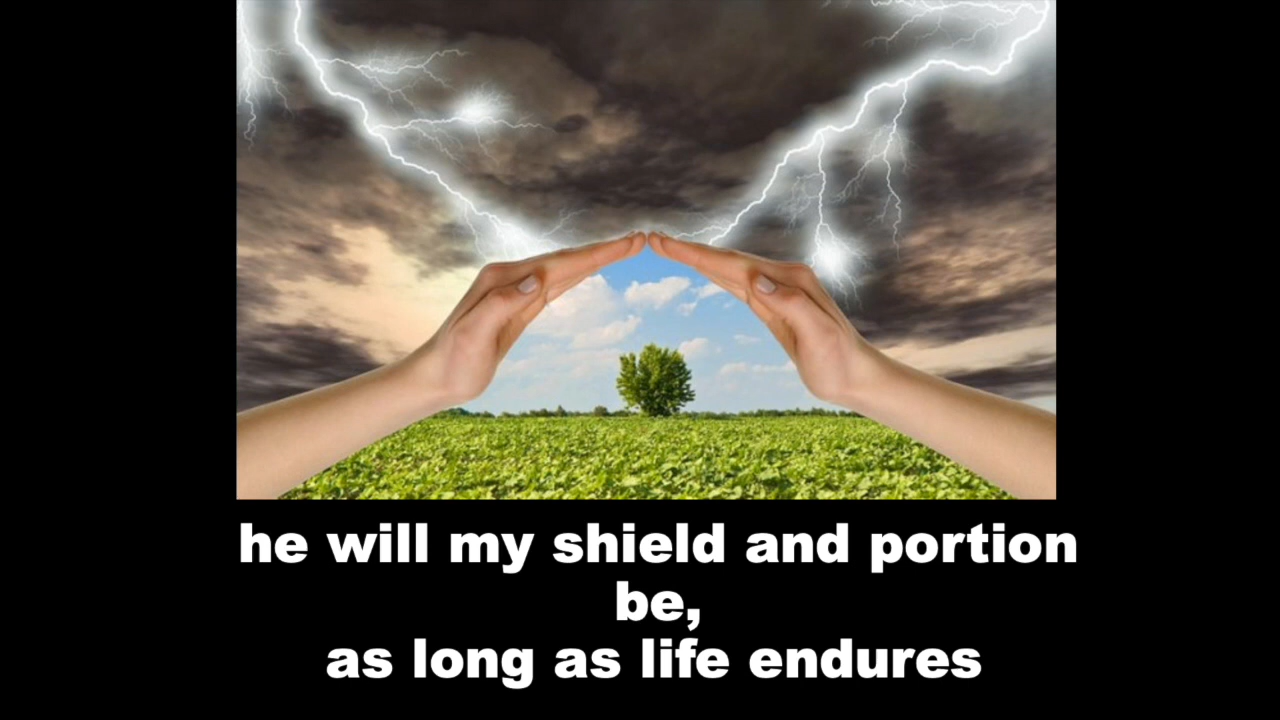 he will my shield and portion
be,
as long as life endures